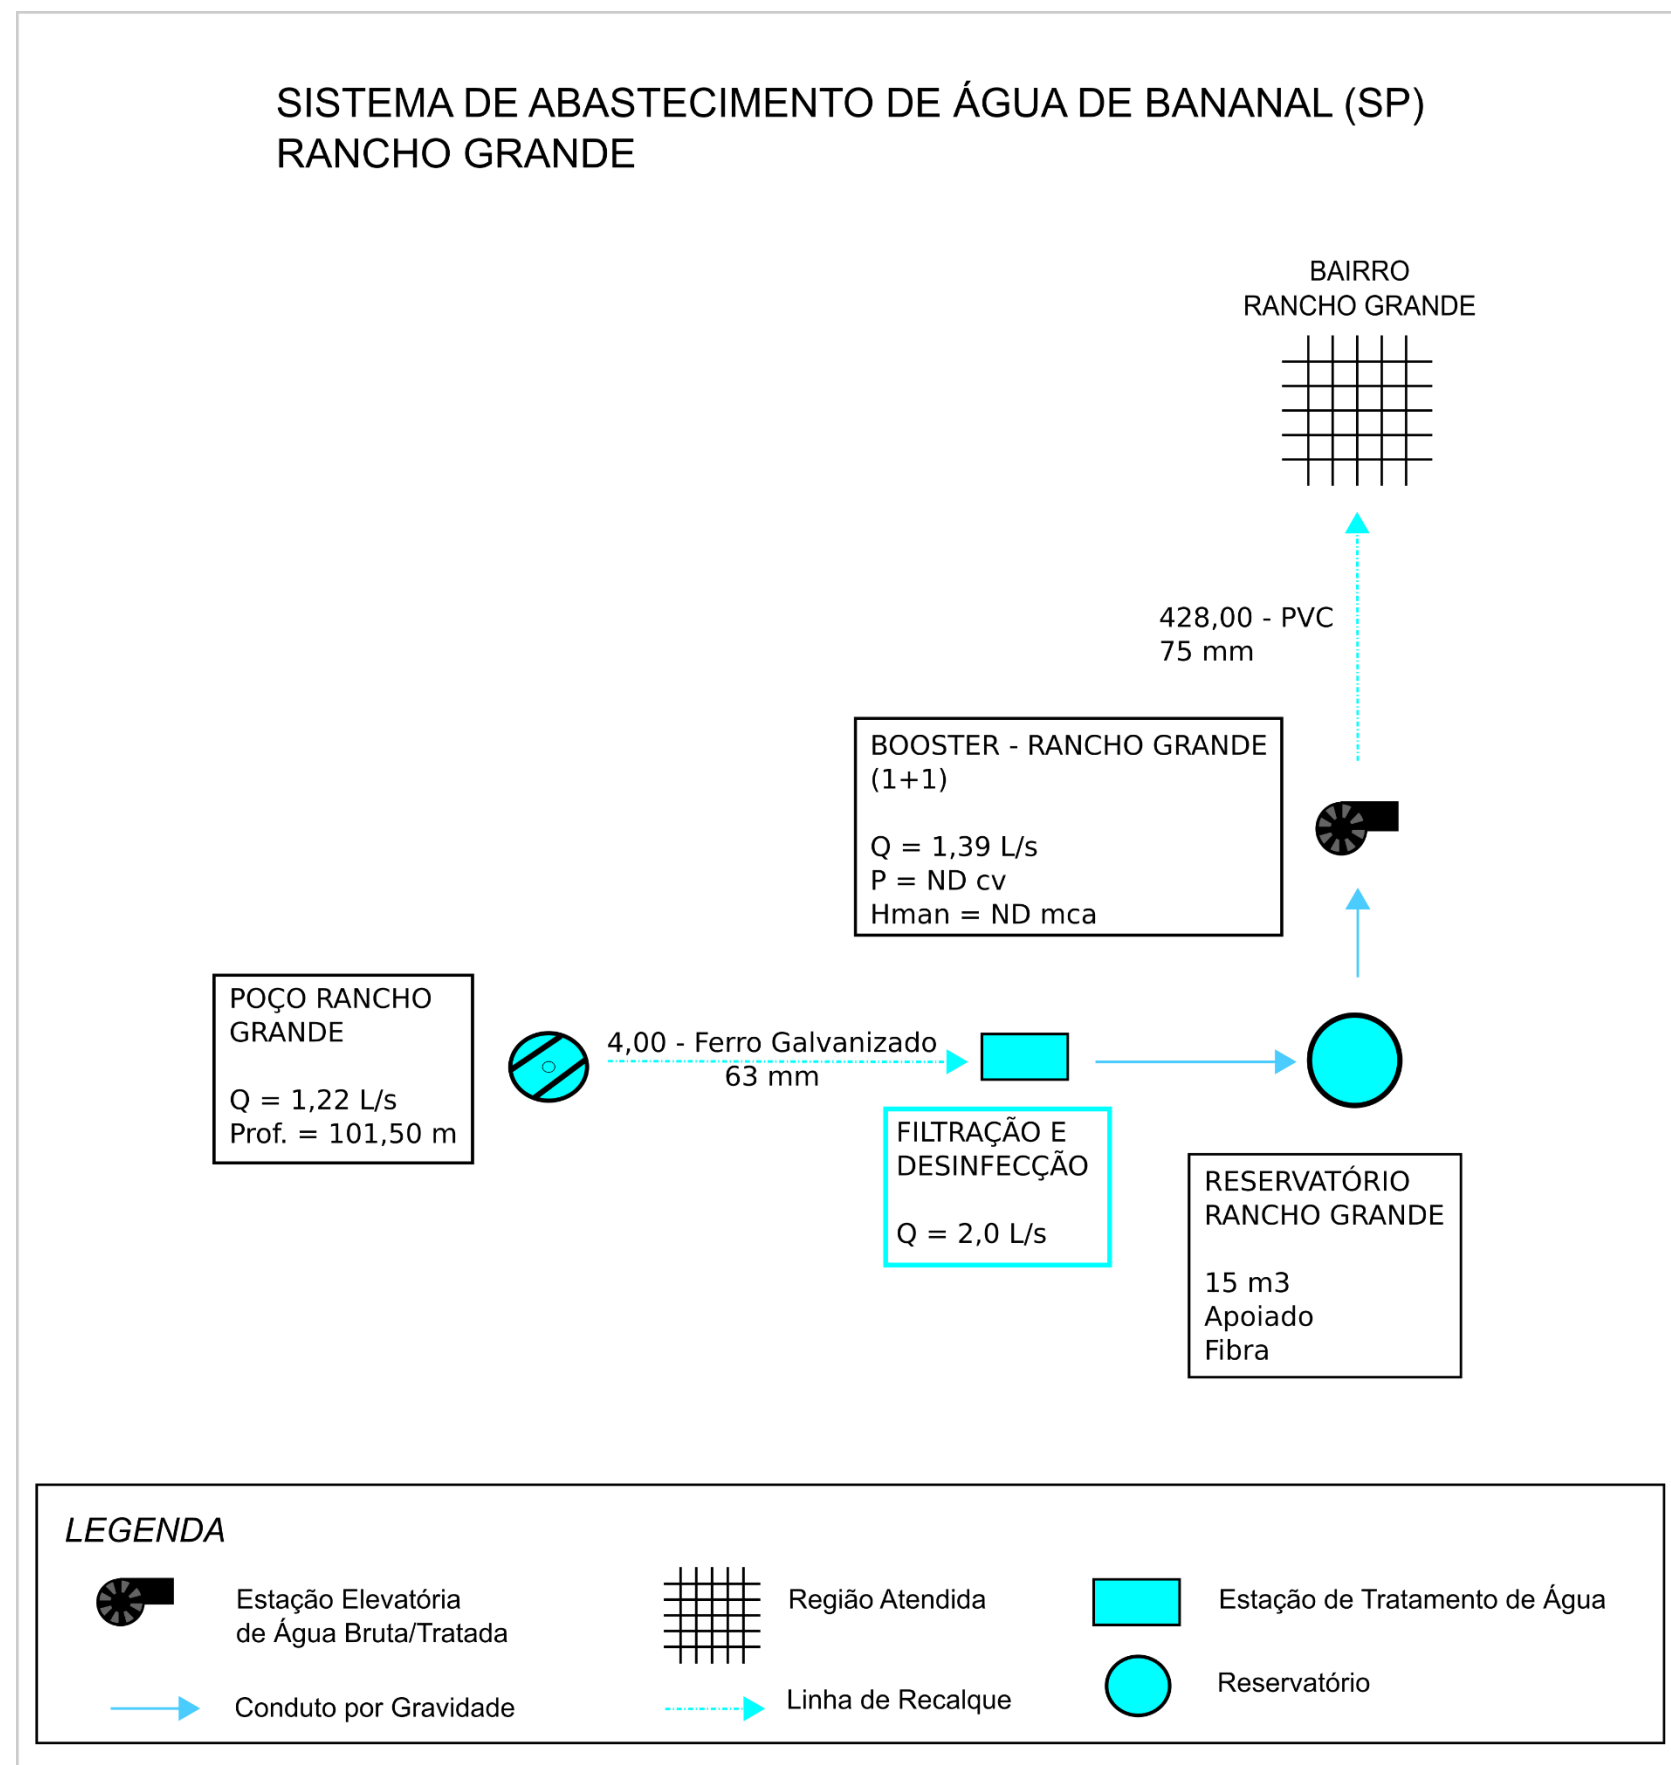 SISTEMA DE ABASTECIMENTO DE ÁGUA DE BANANAL (SP)
RANCHO GRANDE
BAIRRO
RANCHO GRANDE
428,00 - PVC
75 mm
BOOSTER - RANCHO GRANDE
(1+1)
Q = 1,39 L/s
P = ND cv
Hman = ND mca
POÇO RANCHO
GRANDE
Q = 1,22 L/s
Prof. = 101,50 m
4,00 - Ferro Galvanizado
63 mm
FILTRAÇÃO E
DESINFECÇÃO
Q = 2,0 L/s
RESERVATÓRIO
RANCHO GRANDE
15 m3
Apoiado
Fibra
LEGENDA
Estação Elevatória
de Água Bruta/Tratada
Região Atendida
Estação de Tratamento de Água
Conduto por Gravidade
Linha de Recalque
Reservatório